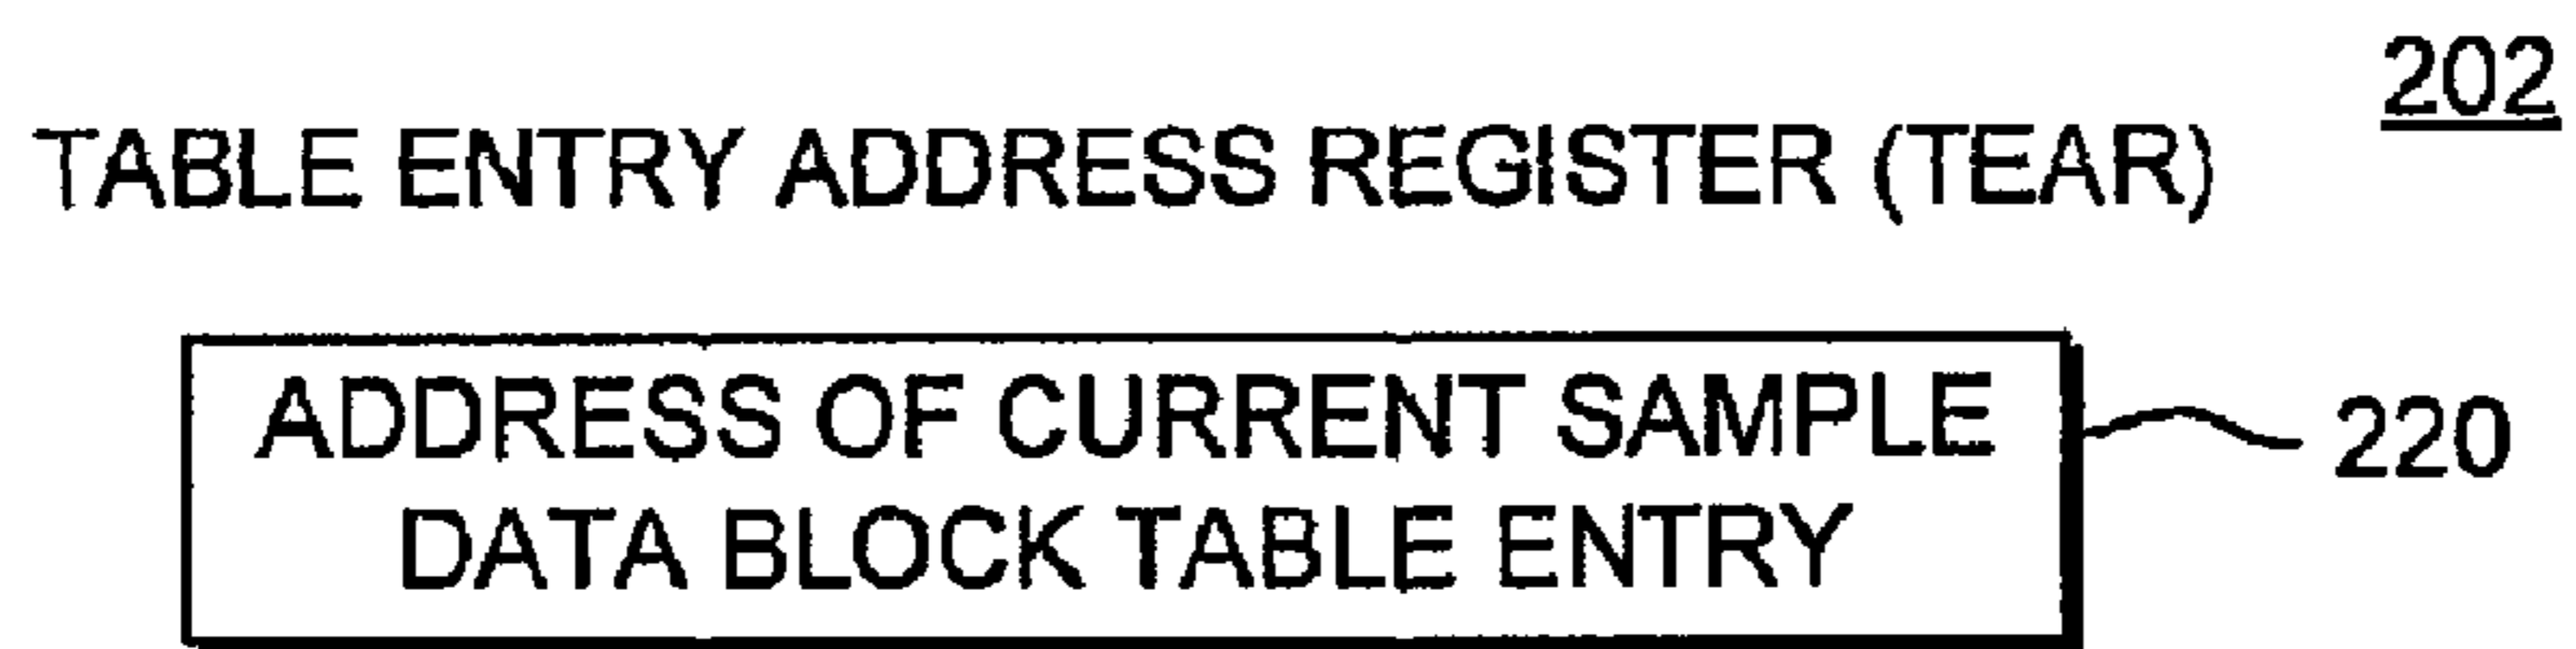 202
TABLE ENTRY ADDRESS REGISTER (TEAR)
ADDRESS OF CURRENT SAMPLE
DATA BLOCK TABLE ENTRY
220